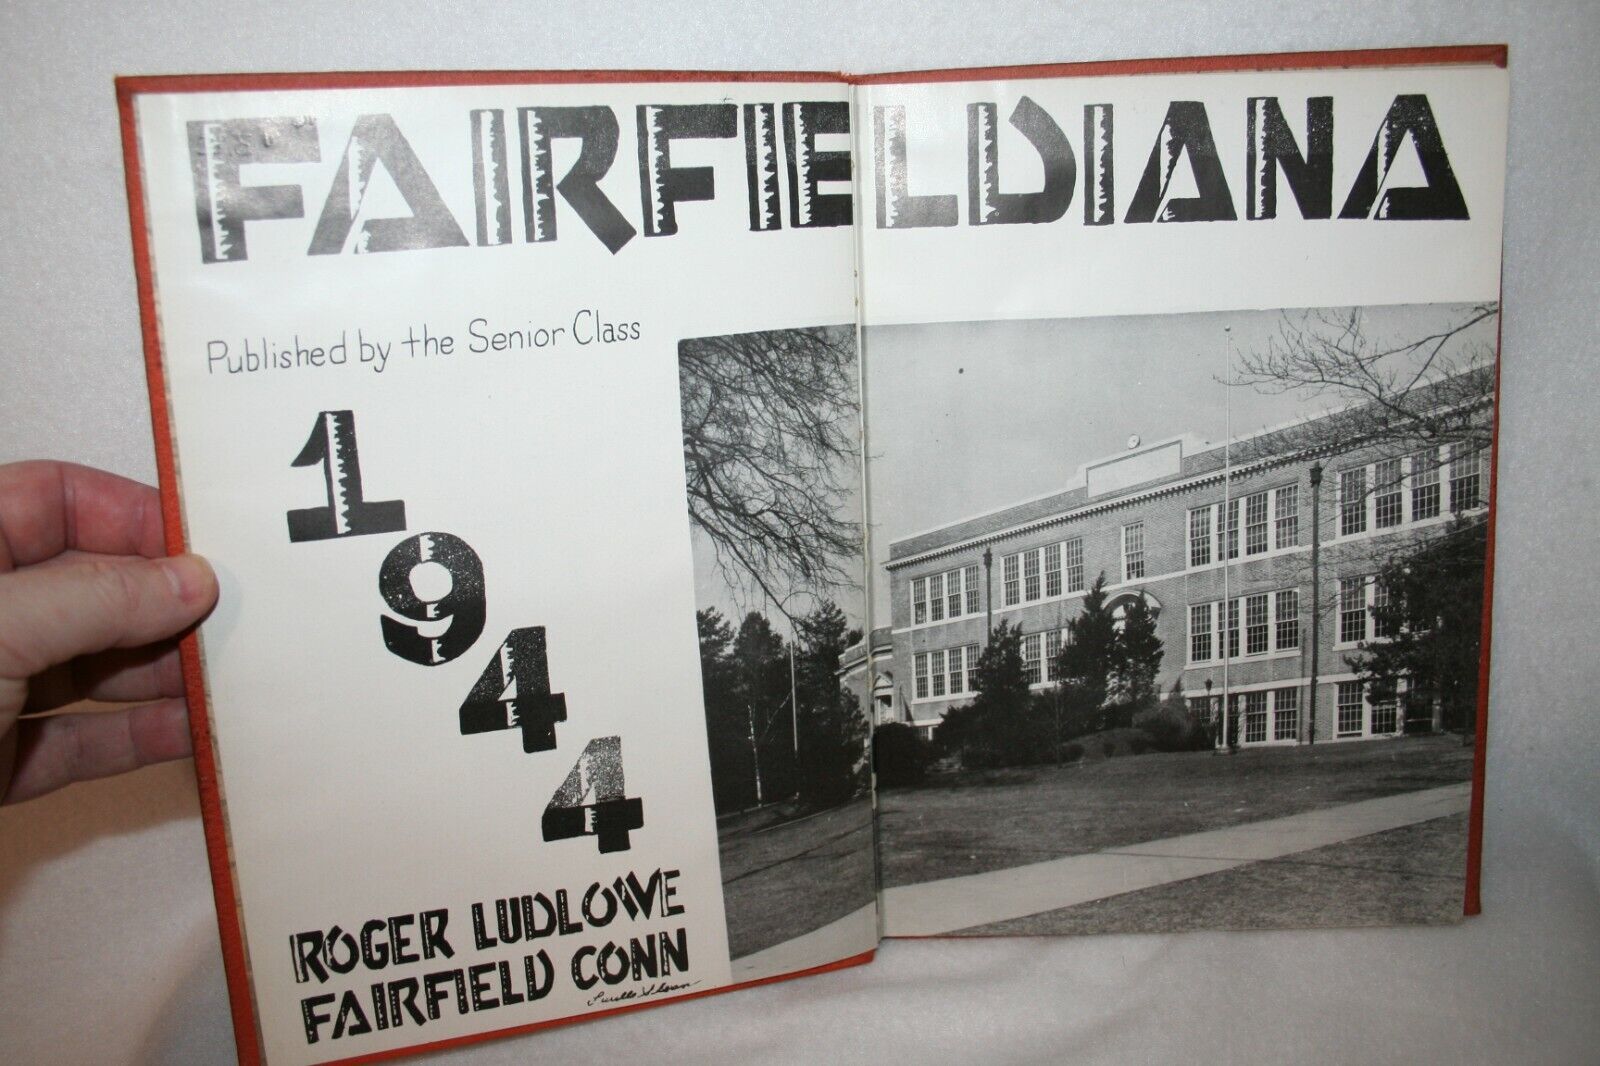 FAIRFIELDIANA
Published by the Senior Class
1944
ROGER LUDLOWE
FAIRFIELD CONN